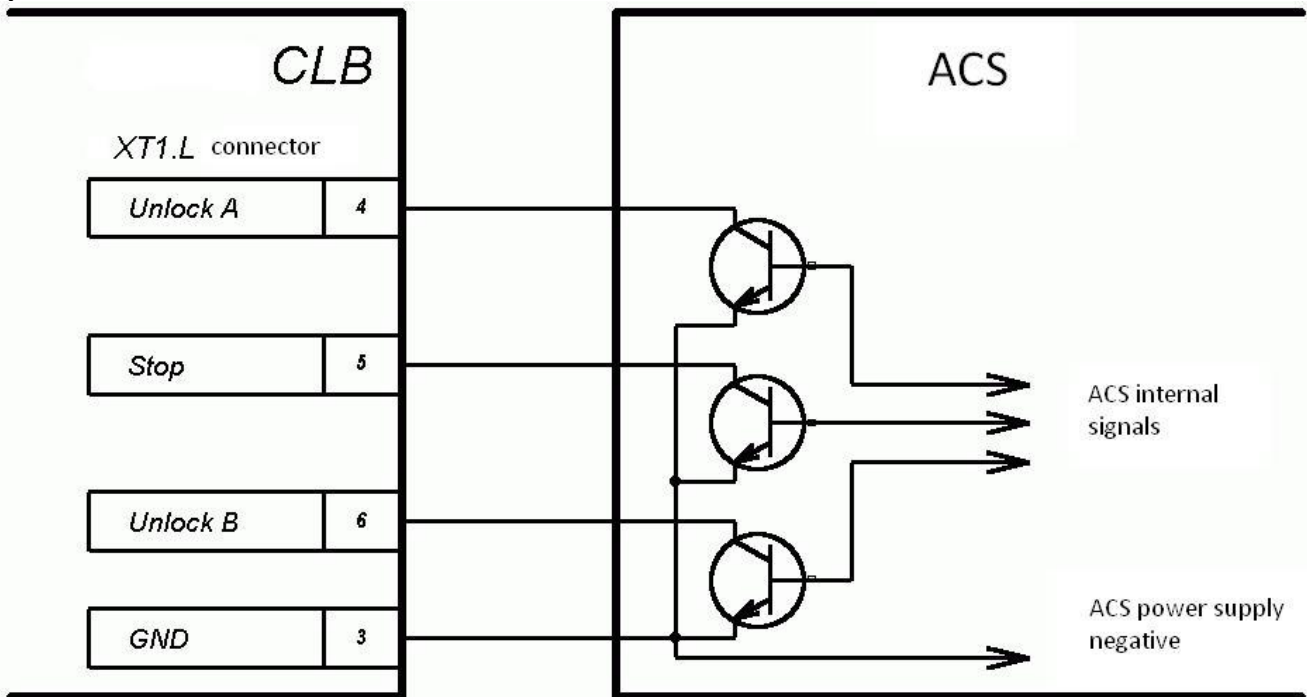 CLB
ACS
XT1.L connector
Unlock A 4
Stop 5
ACS internal
signals
Unlock B 6
GND 3
ACS power supply
negative